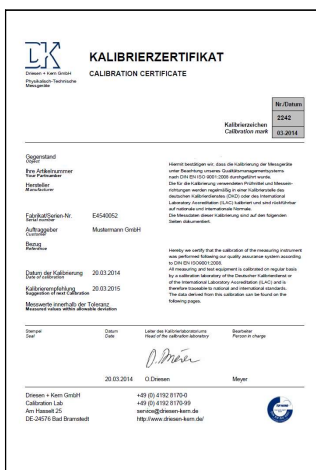 DK
Driesen + Kern GmbH
Physikalisch-Technische
Messgeräte
KALIBRIERZERTIFIKAT
CALIBRATION CERTIFICATE
Nr./Datum
2242
03-2014
Kalibrierzeichen
Calibration mark
Gegenstand
Object
Ihre Artikelnummer
Your Partnumber
Hersteller
Manufacturer
Fabrikat/Serien-Nr. E4540052
Serial number
Auftraggeber Mustermann GmbH
Customer
Bezug
Reference
Datum der Kalibrierung 20.03.2014
Date of calibration
Kalibrierempfehlung 20.03.2015
Suggestion of next Calibration
Messwerte innerhalb der Toleranz
Measured values within allowable deviation
Hiermit bestätigen wir, dass die Kalibrierung der Messgeräte
unter Beachtung unseres Qualitätsmanagementsystems
nach DIN EN ISO 9001:2008 durchgeführt wurde.
Die für die Kalibrierung verwendeten Prüfmittel und Messein-
richtungen werden regelmäßig in einer Kalibrierstelle des
deutschen Kalibrierdienstes (DKD) oder des International
Laboratory Accreditation (ILAC) kalibriert und sind rückführbar
auf nationale und internationale Normale.
Die Messdaten dieser Kalibrierung sind auf den folgenden
Seiten dokumentiert.
Hereby we certify that the calibration of the measuring instrument
was performed following our quality assurance system according
to DIN EN ISO9001:2008.
All measuring and test equipment is calibrated on regular basis
by a calibration laboratory of the Deutscher Kalibrierdienst or
of the International Laboratory Accreditation (ILAC) and is
therefore traceable to national and international standards.
The data derived from this calibration can be found on the
following pages.
Stempel Datum Leiter des Kalibrierlaboratoriums Bearbeiter
Seal Date Head of the calibration laboratory Person in charge
20.03.2014 O.Driesen Meyer
Driesen + Kern GmbH +49 (0) 4192 8170-0
Calibration Lab +49 (0) 4192 8170-99
Am Hasselt 25 service@driesen-kern.de
DE-24576 Bad Bramstedt http://www.driesen-kern.de/